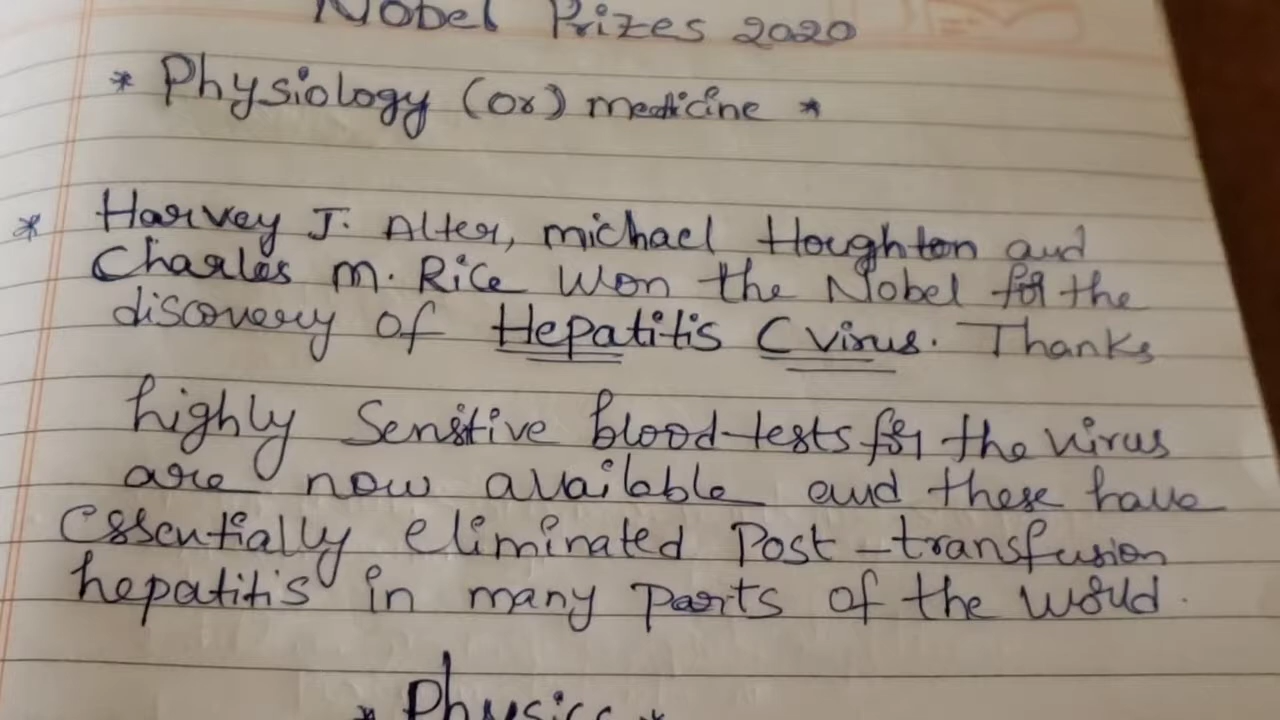 Nobel Prizes 2020
* Physiology (or) medicine *
* Harvey J. Alter, michael Houghton and
Charles M. Rice Won the Nobel for the
discovery of Hepatitis C virus. Thanks
highly Sensitive blood-tests for the virus
are now available and these have
essentially eliminated Post-transfusion
hepatitis in many parts of the world.
* Physics *